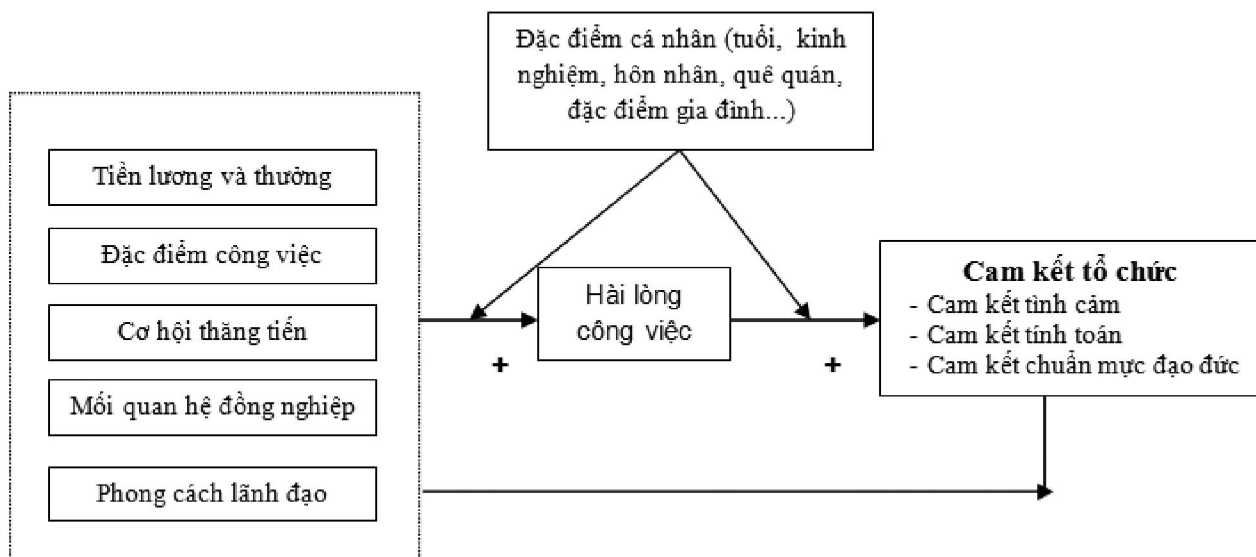 Đặc điểm cá nhân (tuổi, kinh
nghiệm, hôn nhân, quê quán,
đặc điểm gia đình...)
Tiền lương và thưởng
Đặc điểm công việc
Cơ hội thăng tiến
Mối quan hệ đồng nghiệp
Phong cách lãnh đạo
+
Hài lòng
công việc
+
Cam kết tổ chức
- Cam kết tình cảm
- Cam kết tính toán
- Cam kết chuẩn mực đạo đức